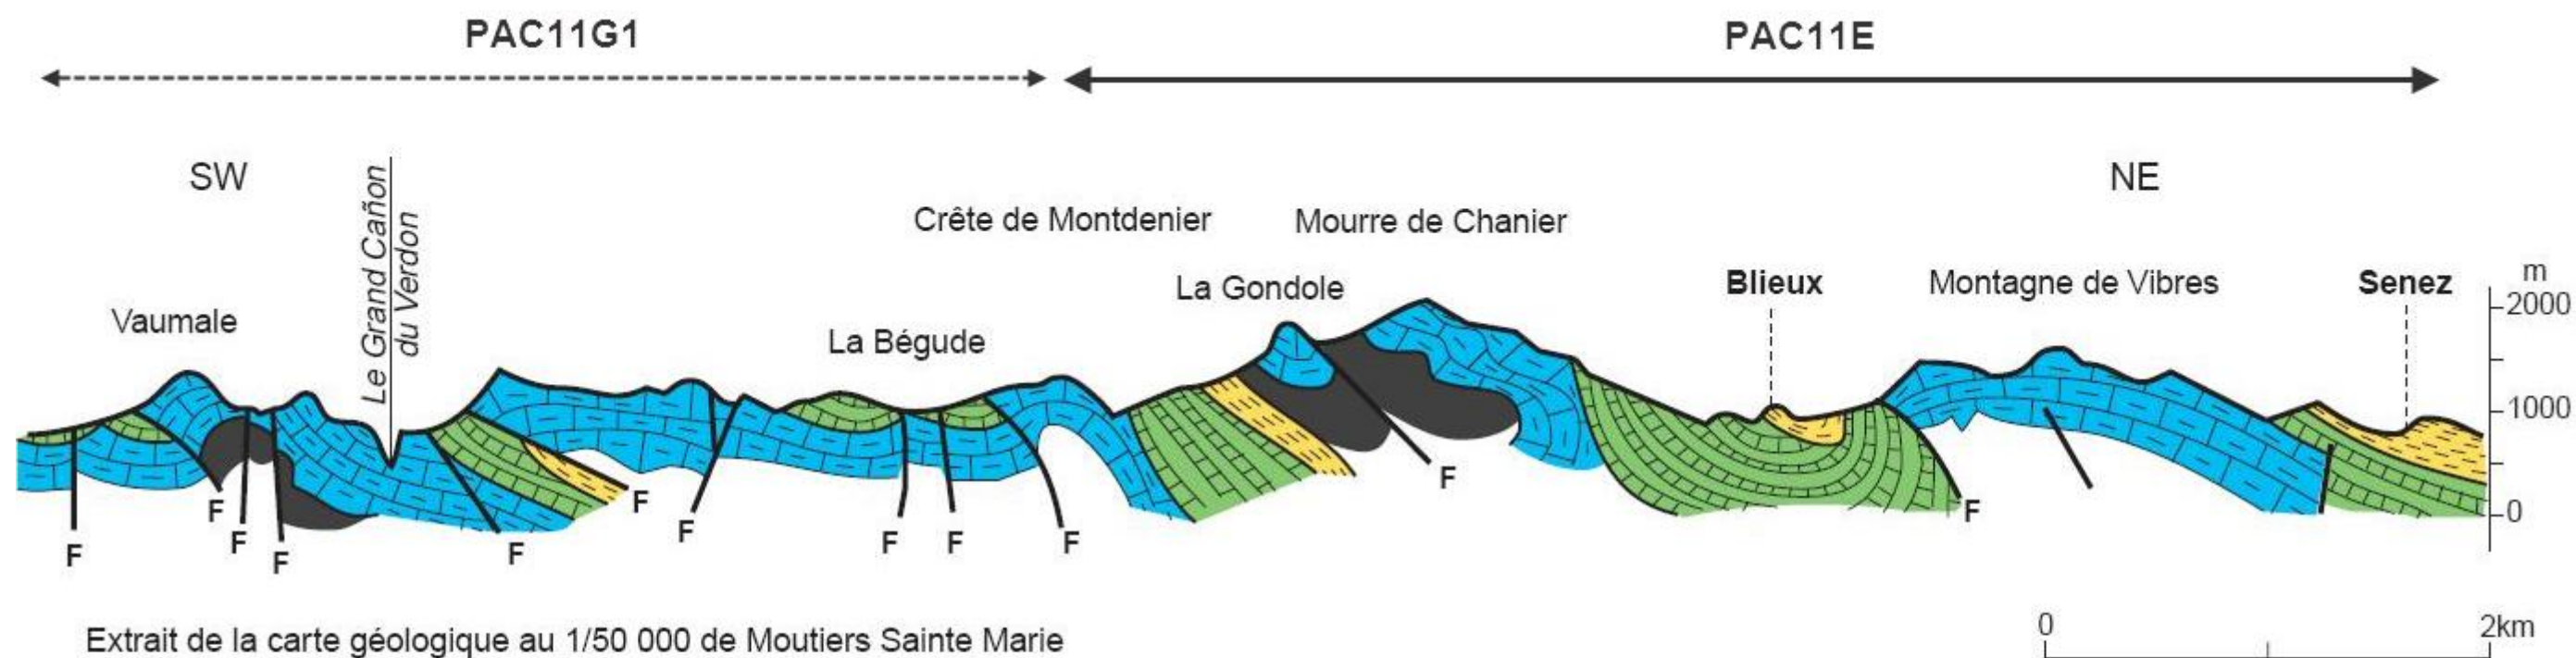 PAC11G1
PAC11E
SW
NE
Le Grand Cañon
du Verdon
Crête de Montdenier
Mourre de Chanier
La Gondole
Blieux
Montagne de Vibres
Senez
m
2000
Vaumale
La Bégude
1000
0
F
F
F
F
F
F
F
F
F
F
F
F
Extrait de la carte géologique au 1/50 000 de Moutiers Sainte Marie
0
2km